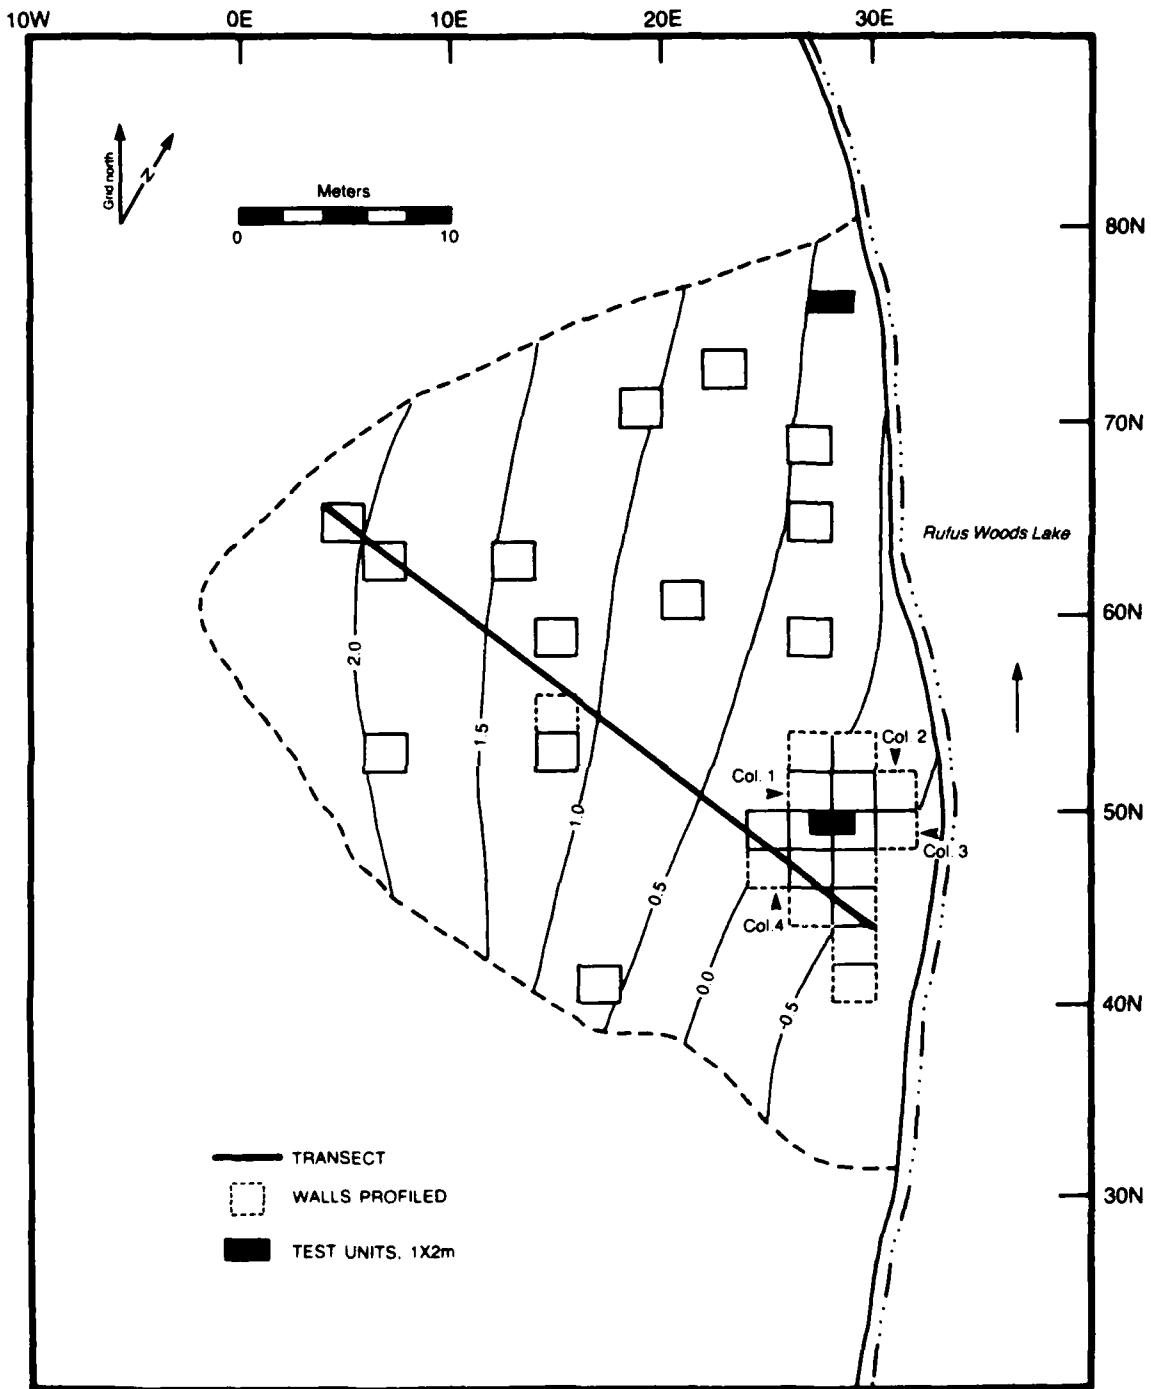 10W 0E 10E 20E 30E
Grid north
N
Meters
0 10
80N
70N
Rufus Woods Lake
60N
2.0
1.5
Col. 2
Col. 1
50N
1.0
Col. 3
0.5
Col. 4
0.0
-0.5
40N
TRANSECT
WALLS PROFILED
30N
TEST UNITS, 1X2m